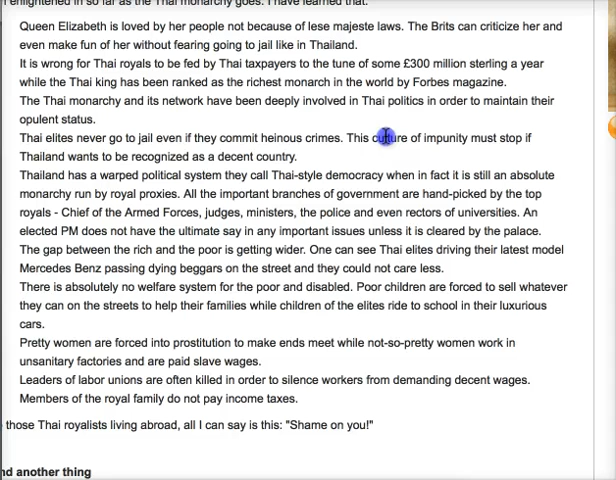 enlightened in so far as the Thai monarchy goes. I have learned that:
Queen Elizabeth is loved by her people not because of lese majeste laws. The Brits can criticize her and
even make fun of her without fearing going to jail like in Thailand.
It is wrong for Thai royals to be fed by Thai taxpayers to the tune of some £300 million sterling a year
while the Thai king has been ranked as the richest monarch in the world by Forbes magazine.
The Thai monarchy and its network have been deeply involved in Thai politics in order to maintain their
opulent status.
Thai elites never go to jail even if they commit heinous crimes. This culture of impunity must stop if
Thailand wants to be recognized as a decent country.
Thailand has a warped political system they call Thai-style democracy when in fact it is still an absolute
monarchy run by royal proxies. All the important branches of government are hand-picked by the top
royals - Chief of the Armed Forces, judges, ministers, the police and even rectors of universities. An
elected PM does not have the ultimate say in any important issues unless it is cleared by the palace.
The gap between the rich and the poor is getting wider. One can see Thai elites driving their latest model
Mercedes Benz passing dying beggars on the street and they could not care less.
There is absolutely no welfare system for the poor and disabled. Poor children are forced to sell whatever
they can on the streets to help their families while children of the elites ride to school in their luxurious
cars.
Pretty women are forced into prostitution to make ends meet while not-so-pretty women work in
unsanitary factories and are paid slave wages.
Leaders of labor unions are often killed in order to silence workers from demanding decent wages.
Members of the royal family do not pay income taxes.
those Thai royalists living abroad, all I can say is this: "Shame on you!"
nd another thing